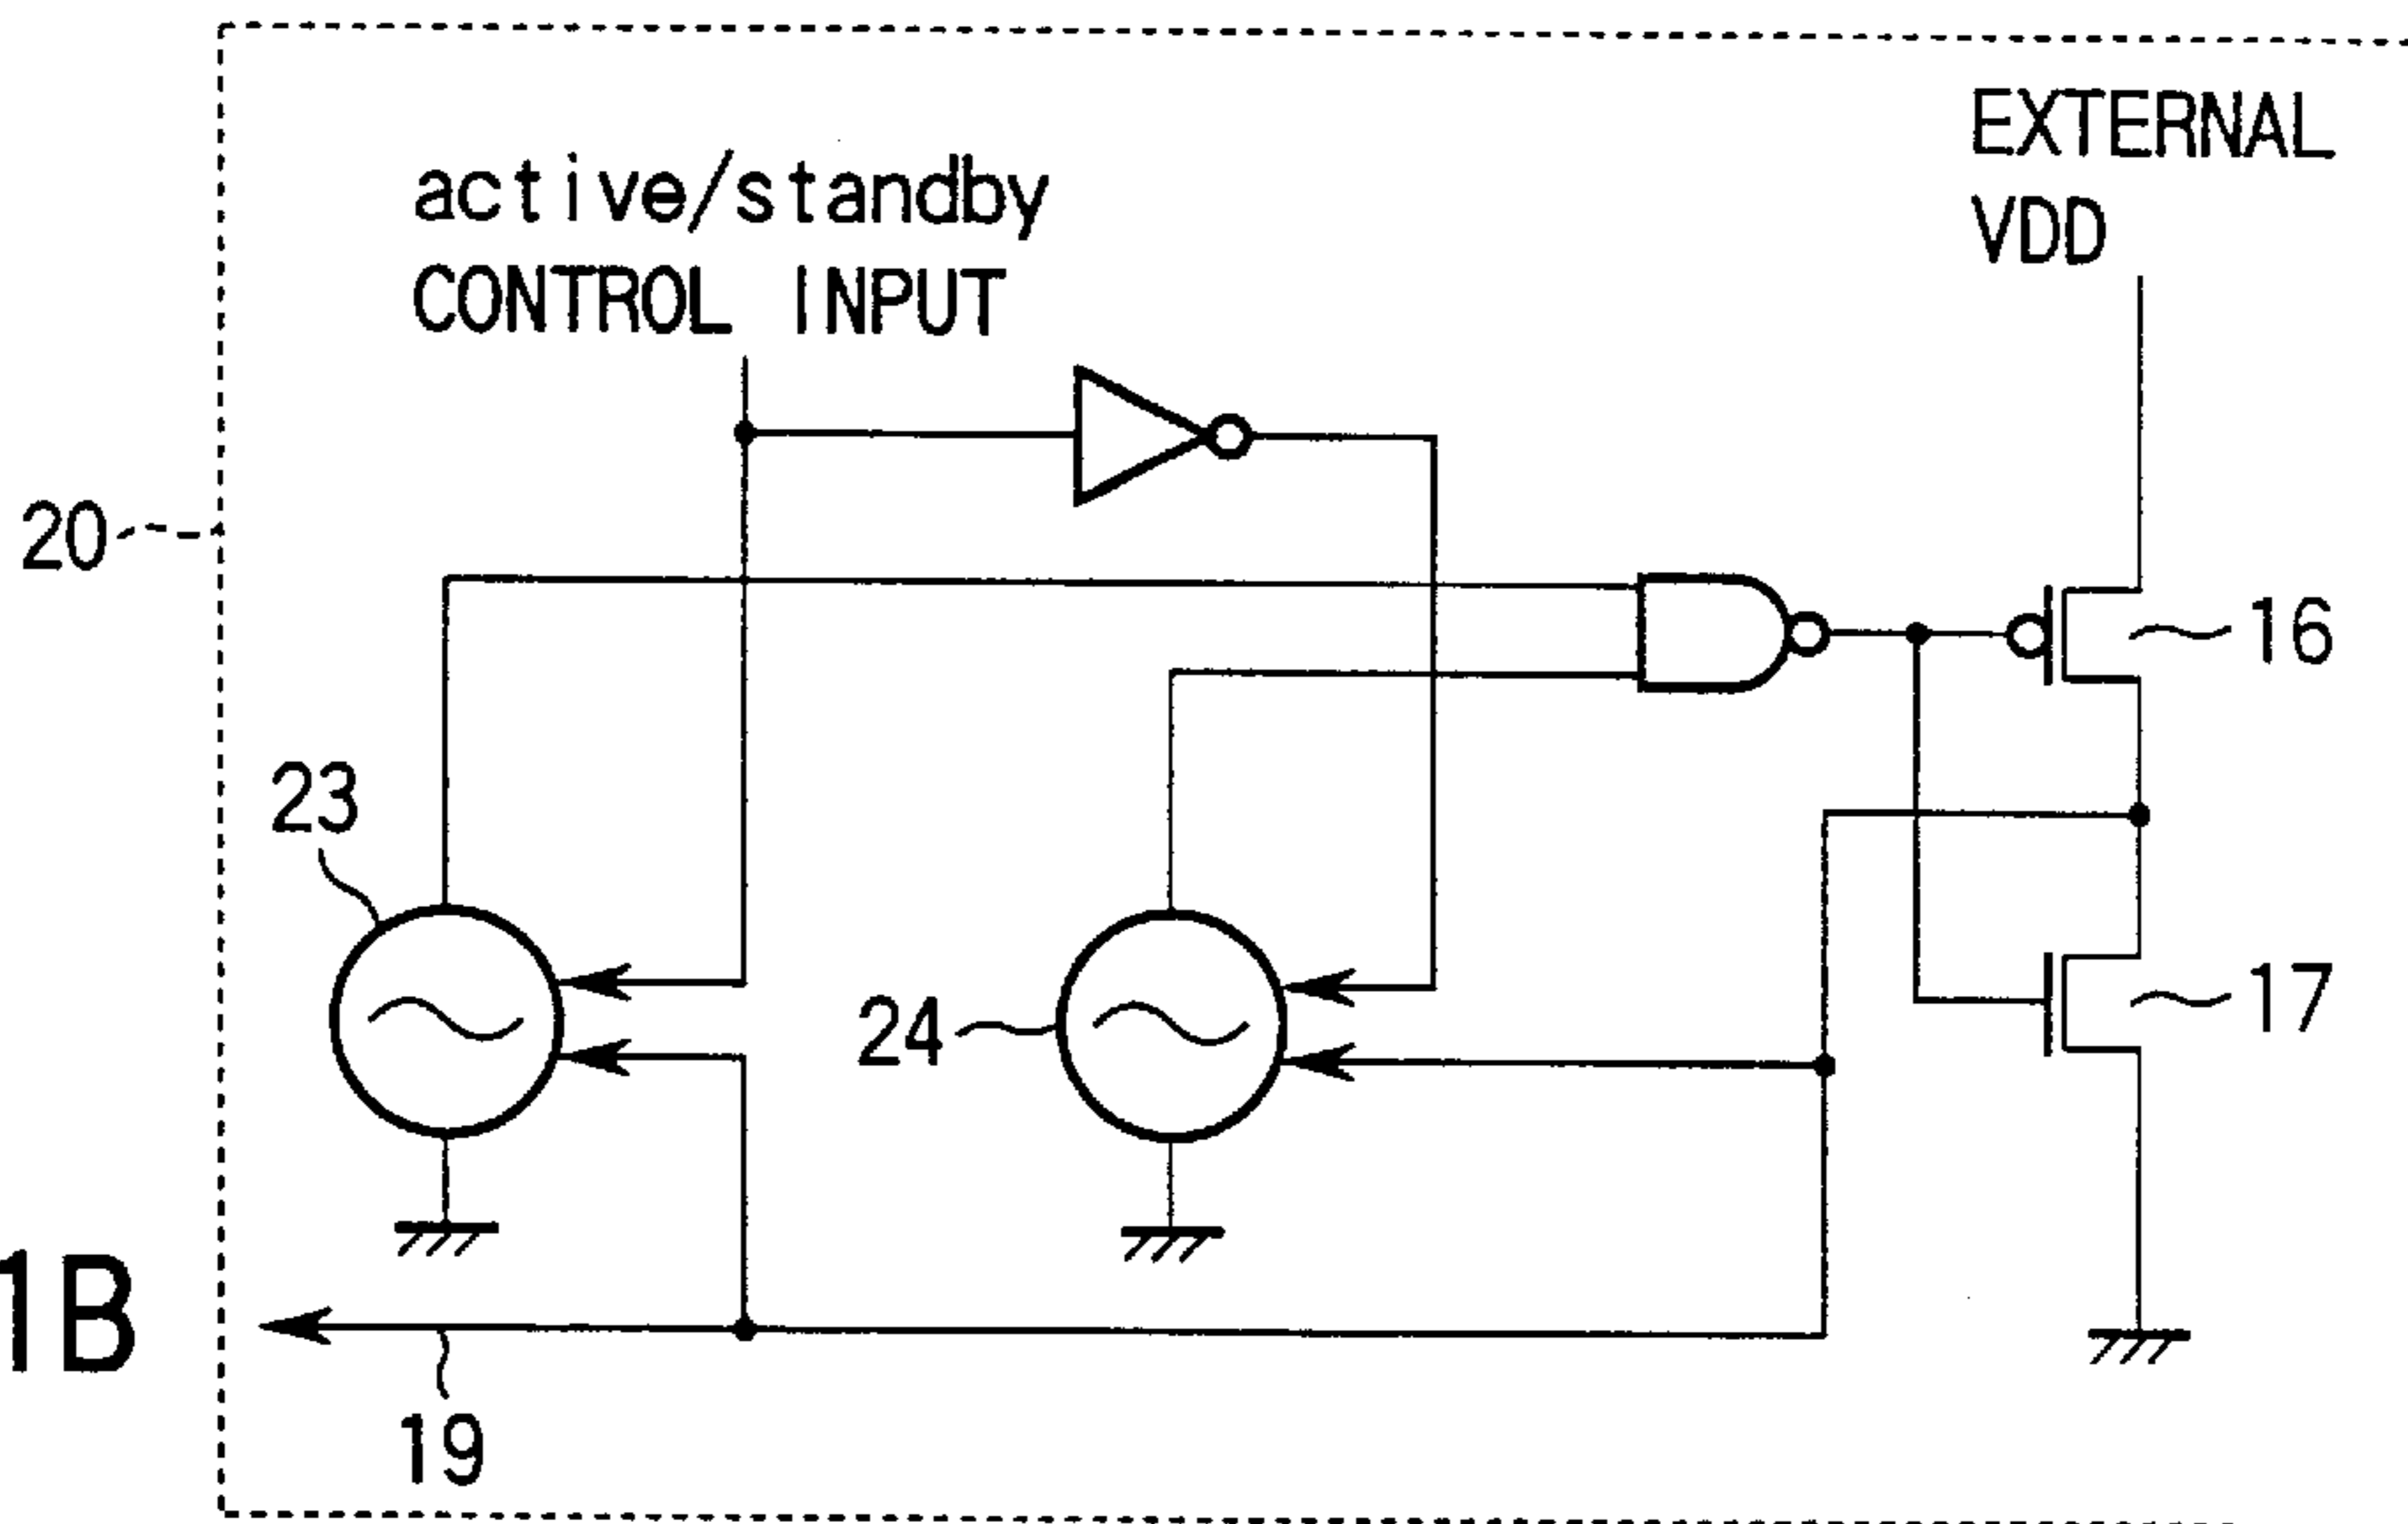 EXTERNAL
VDD
active/standby
CONTROL INPUT
20
16
23
24
17
1B
19